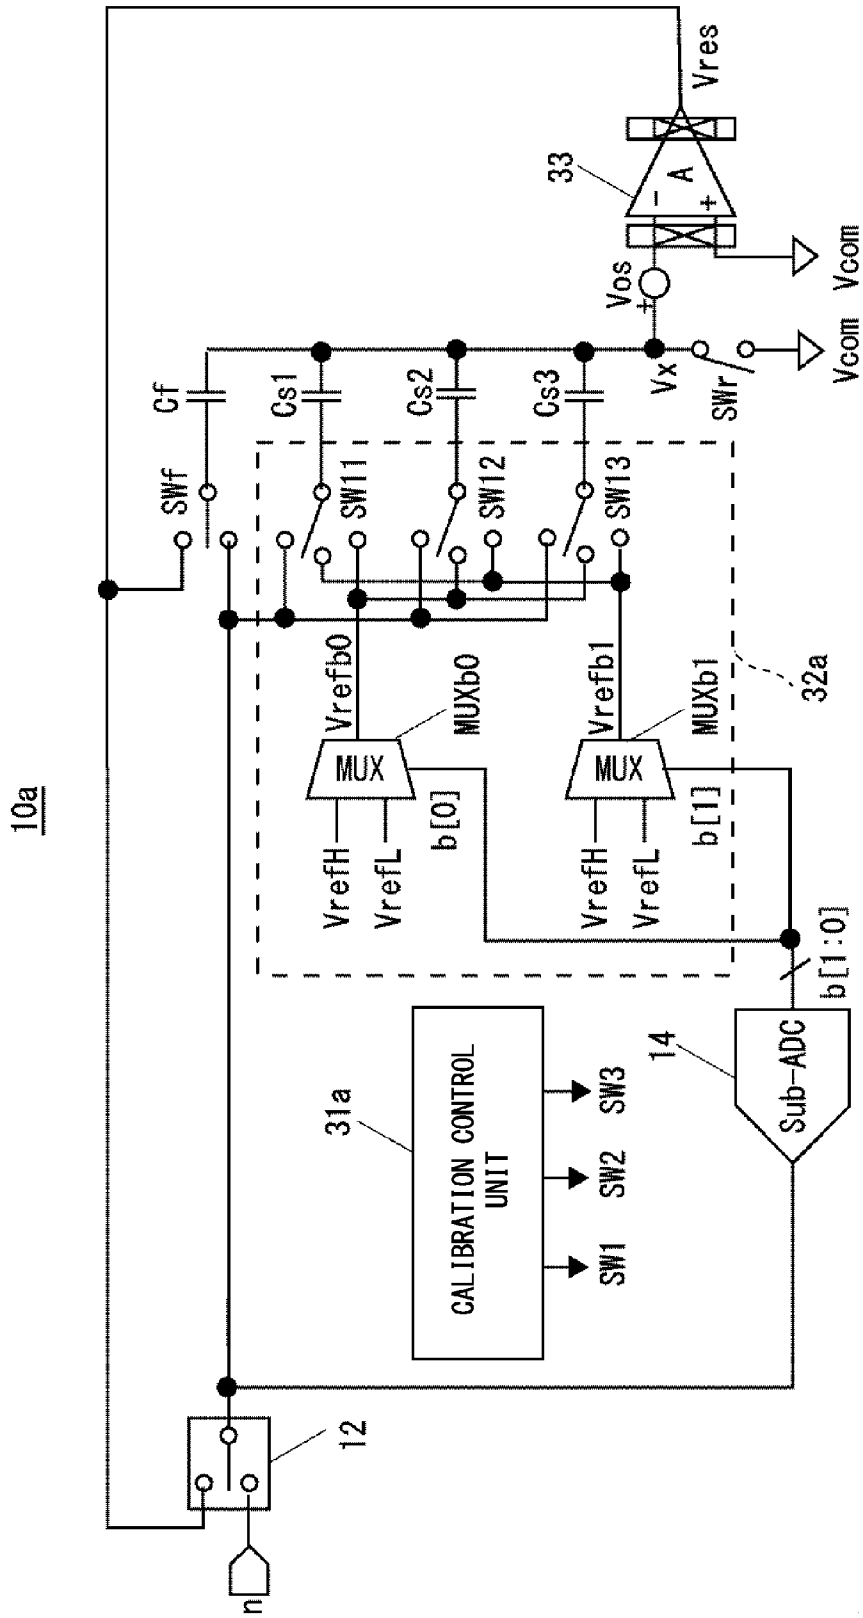 10a
n
12
CALIBRATION CONTROL
UNIT
31a
SW1
SW2
SW3
Sub-ADC
14
b[1:0]
VrefH
VrefL
MUX
b[0]
MUXb0
Vrefb0
VrefH
VrefL
MUX
b[1]
MUXb1
Vrefb1
32a
SWf
SW11
SW12
SW13
Cf
Cs1
Cs2
Cs3
Vx
SWr
Vcom
Vos
+
33
-
+
A
Vcom
Vres